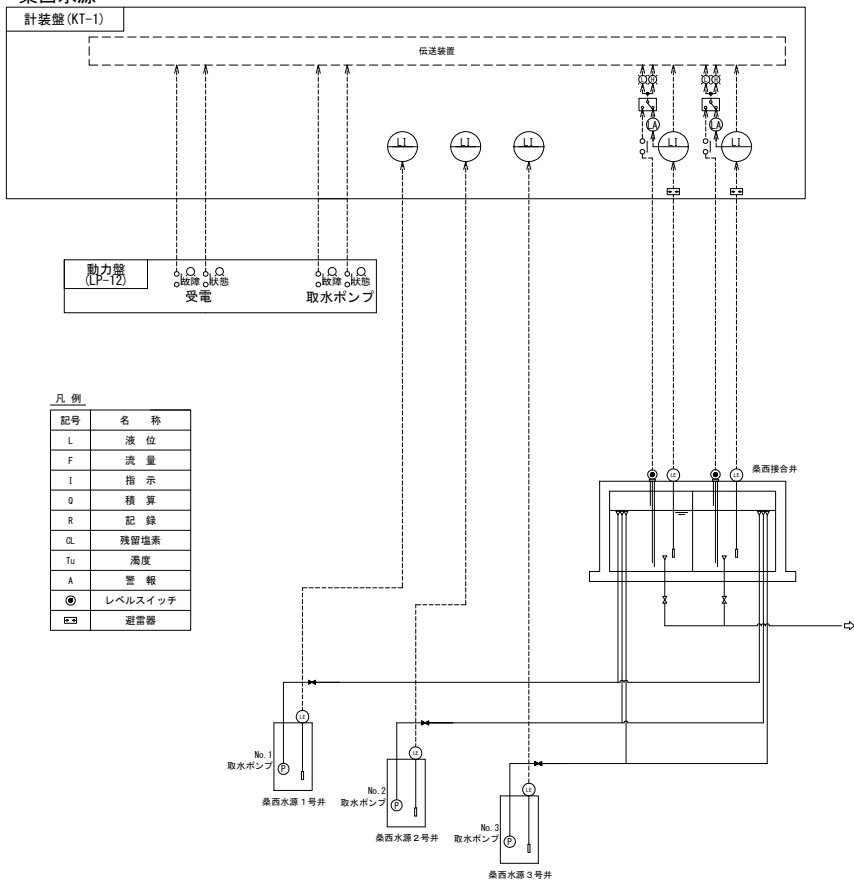 桑西水源
計装盤(KT-1)
伝送装置
L R L R
LA LA
LI LI LI LI LI
動力盤
(LP-12)
故障 状態 故障 状態
受電 取水ポンプ
凡 例
記号 名 称
L 液 位
F 流 量
I 指 示
Q 積 算
R 記 録
CL 残留塩素
Tu 濁度
A 警 報
レベルスイッチ
避雷器
桑西接合井
LE LE
LE
No.1
取水ポンプ P
桑西水源1号井
LE
No.2
取水ポンプ P
桑西水源2号井
LE
No.3
取水ポンプ P
桑西水源3号井